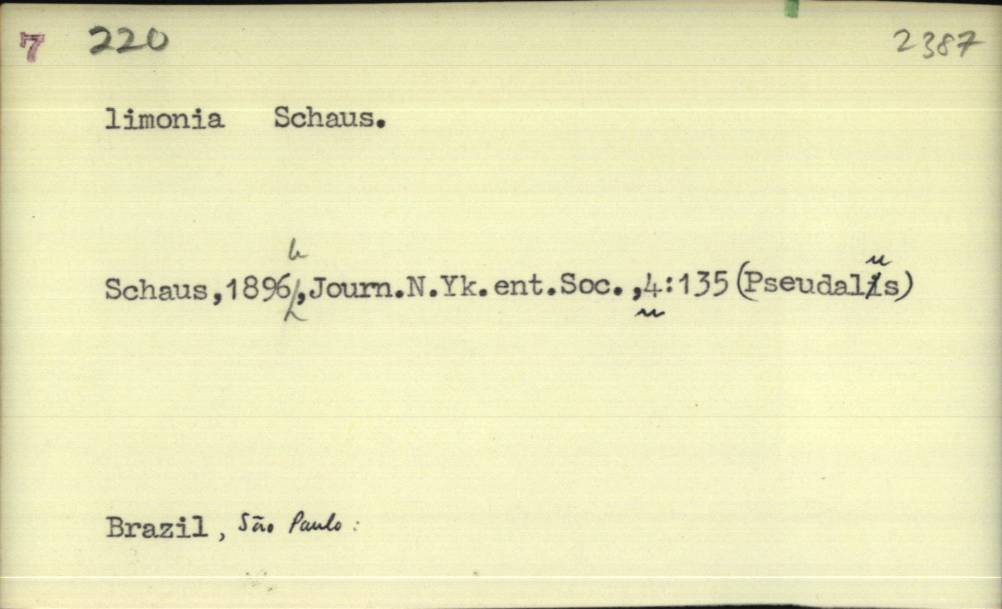 7 220 2387
limonia Schaus.
Schaus,1896b,Journ.N.Yk.ent.Soc.,4:135(Pseudalus)
Brazil, São Paulo: